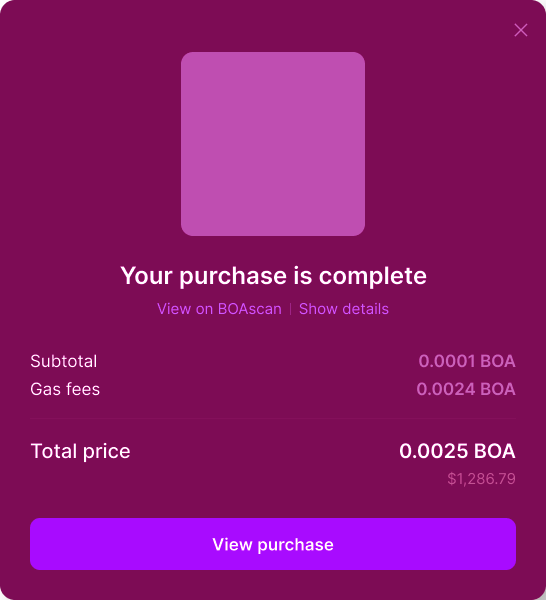 Your purchase is complete
View on BOAscan | Show details
Subtotal 0.0001 BOA
Gas fees 0.0024 BOA
Total price 0.0025 BOA
$1,286.79
View purchase